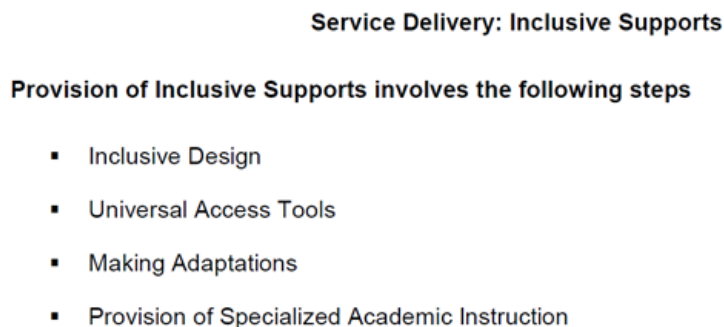 Service Delivery: Inclusive Supports
Provision of Inclusive Supports involves the following steps
▪ Inclusive Design
▪ Universal Access Tools
▪ Making Adaptations
▪ Provision of Specialized Academic Instruction